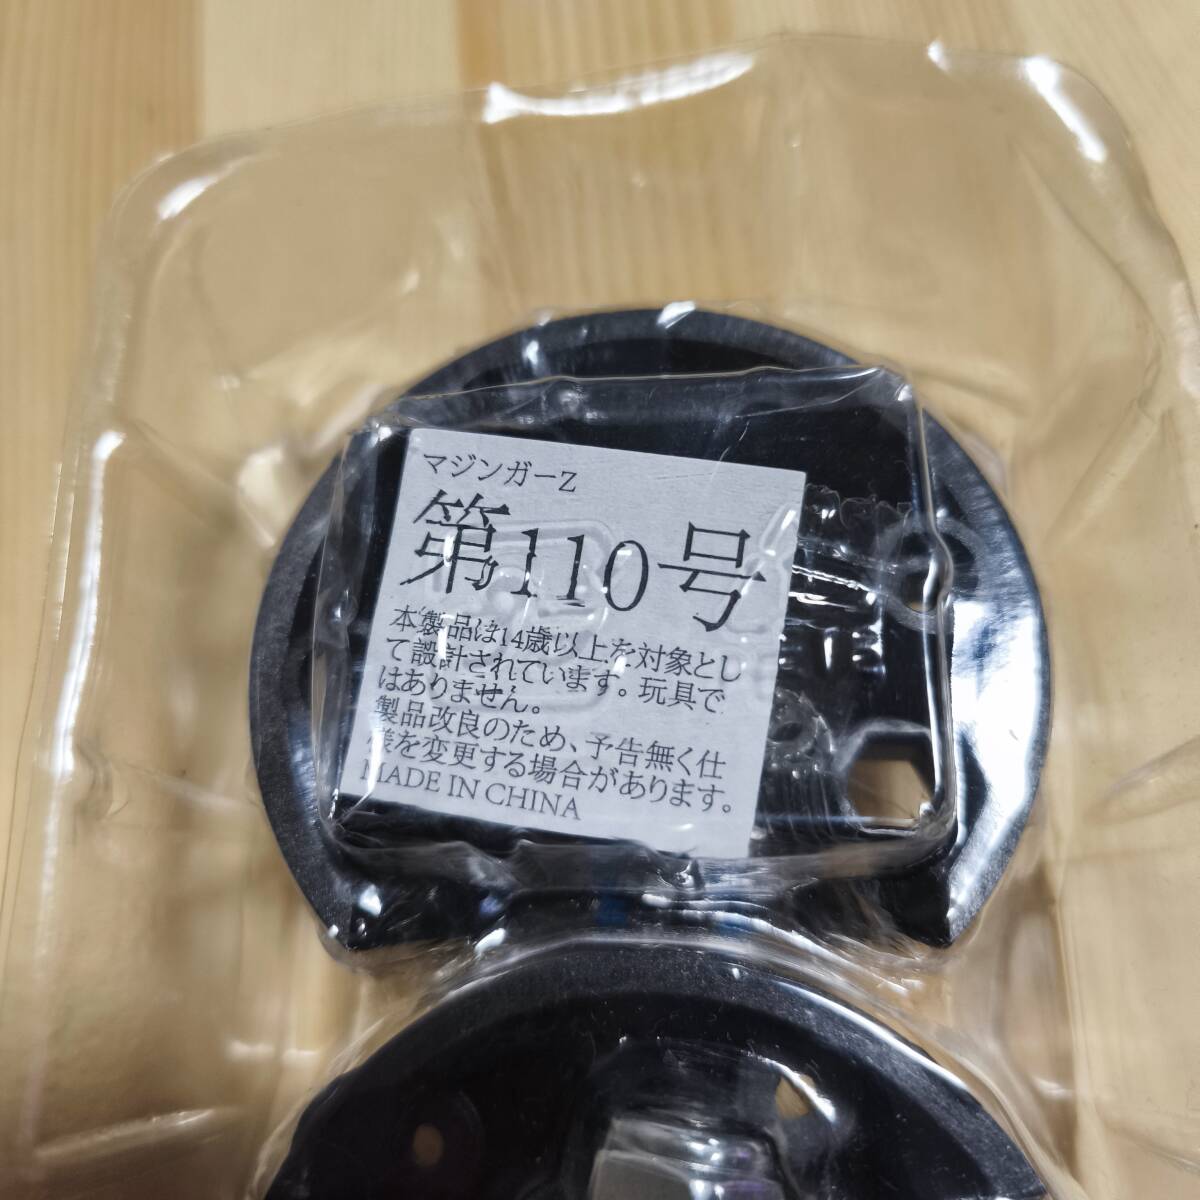 マジンガーZ
第110号
本製品は14歳以上を対象とし
て設計されています。玩具で
はありません。
製品改良のため、予告無く仕
様を変更する場合があります。
MADE IN CHINA